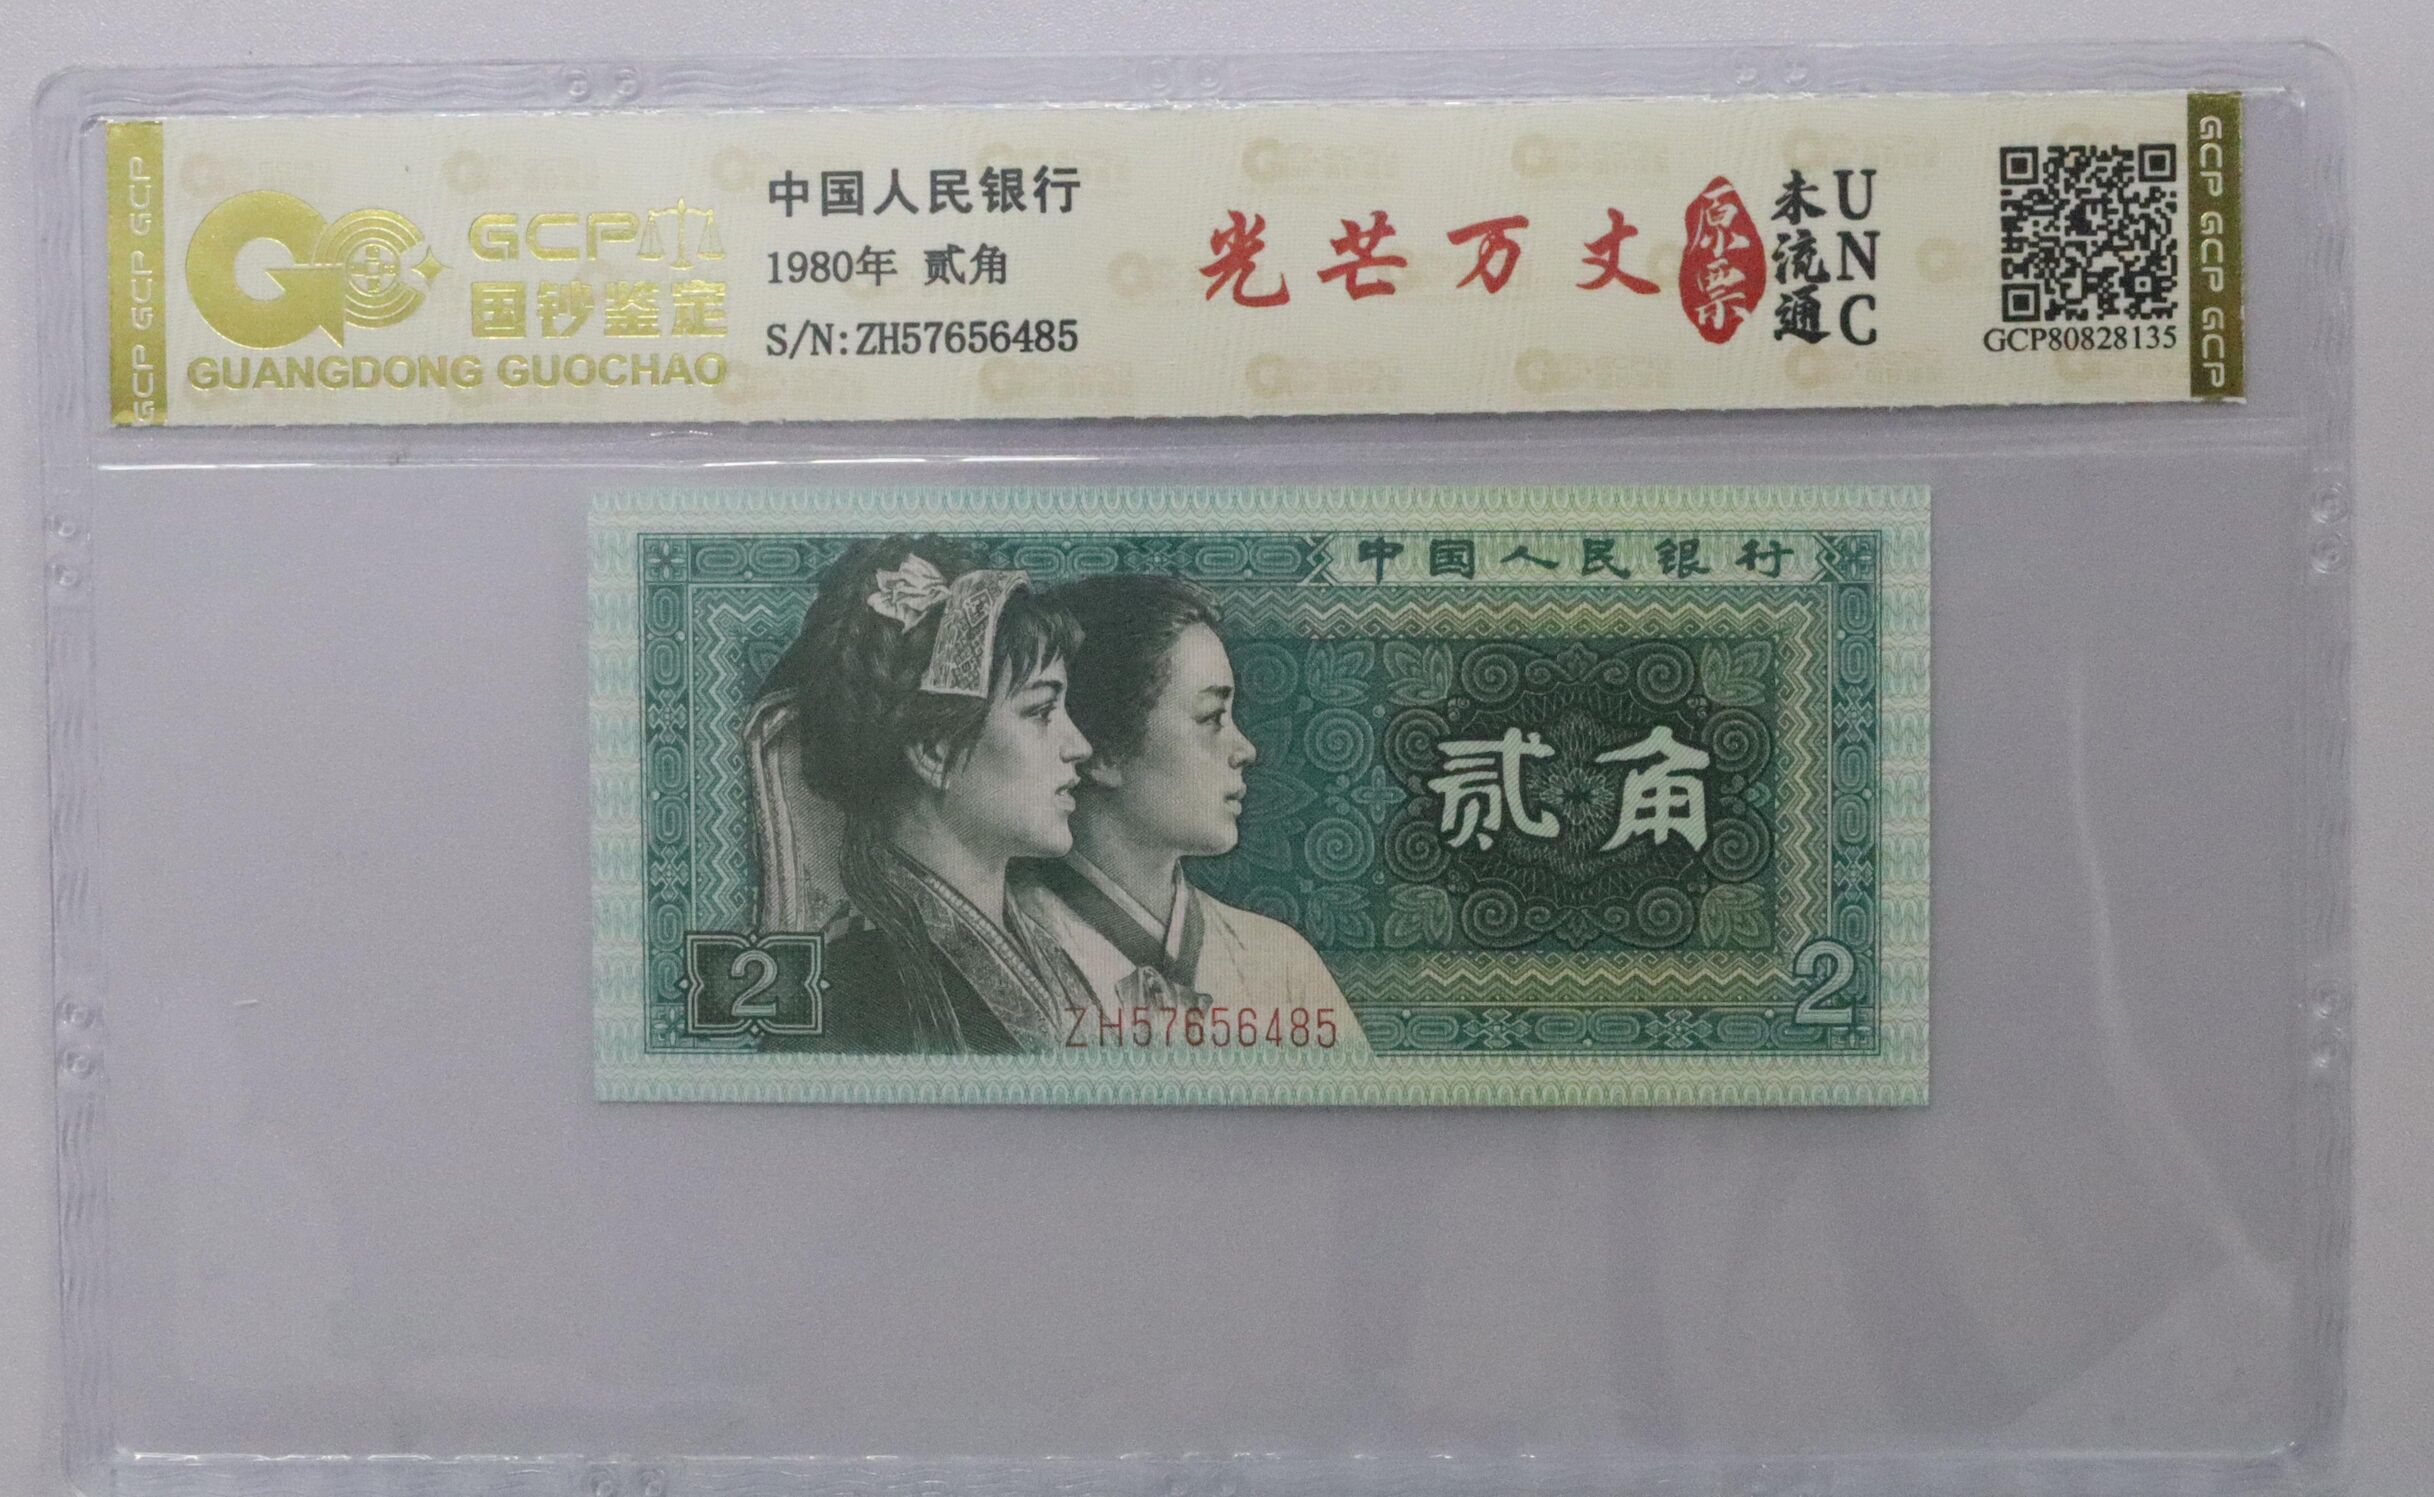 GCP
国钞鉴定
GUANGDONG GUOCHAO
中国人民银行
1980年 贰角
S/N:ZH57656485
光芒万丈
原票
未流通
UNC
GCP80828135
GCP GCP GCP
GCP GCP GCP
中国人民银行
贰角
2
2
ZH57656485